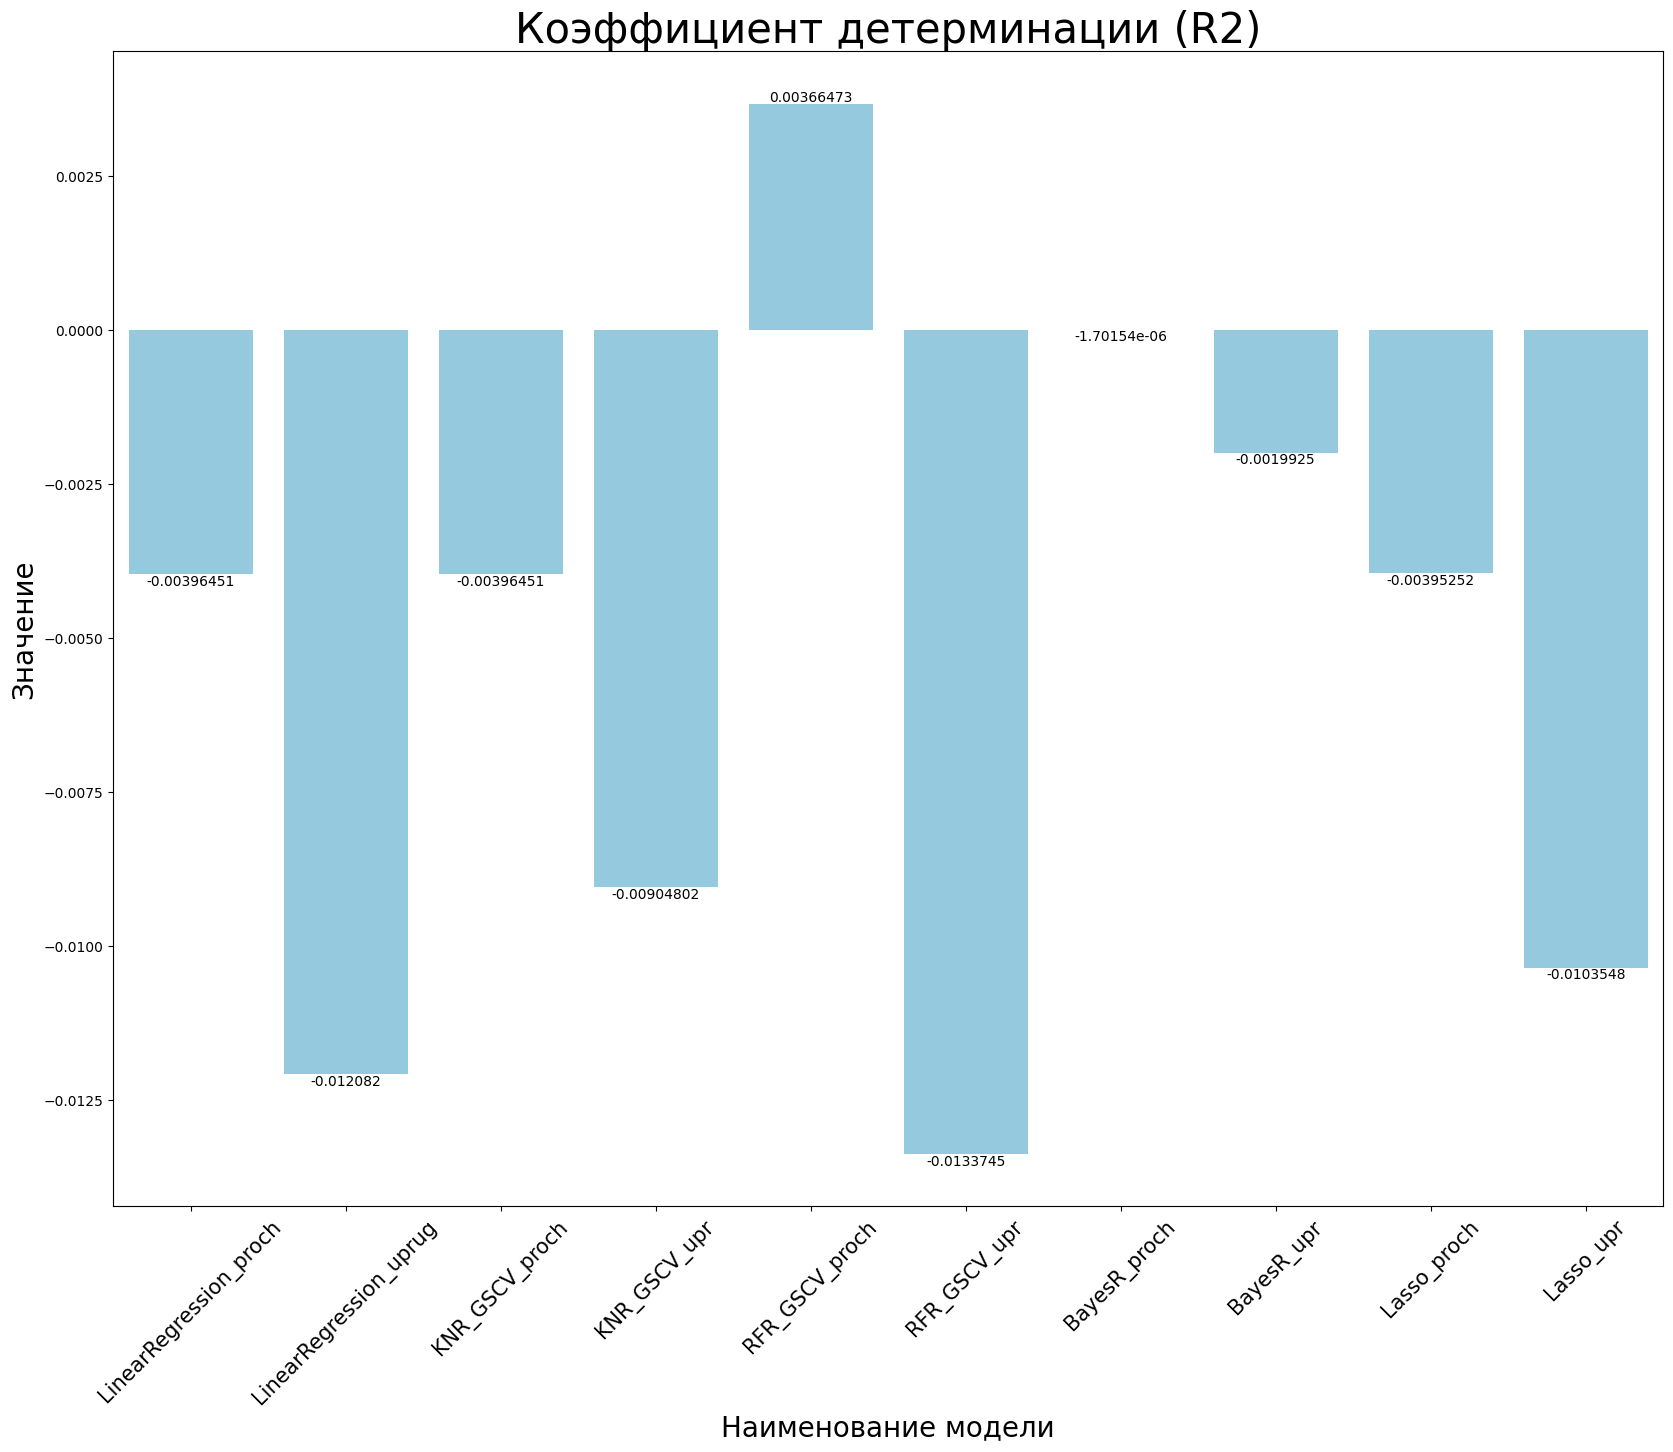 Коэффициент детерминации (R2)
Значение
0.0025
0.0000
−0.0025
−0.0050
−0.0075
−0.0100
−0.0125
-0.00396451
-0.012082
-0.00396451
-0.00904802
0.00366473
-0.0133745
-1.70154e-06
-0.0019925
-0.00395252
-0.0103548
LinearRegression_proch
LinearRegression_uprug
KNR_GSCV_proch
KNR_GSCV_upr
RFR_GSCV_proch
RFR_GSCV_upr
BayesR_proch
BayesR_upr
Lasso_proch
Lasso_upr
Наименование модели